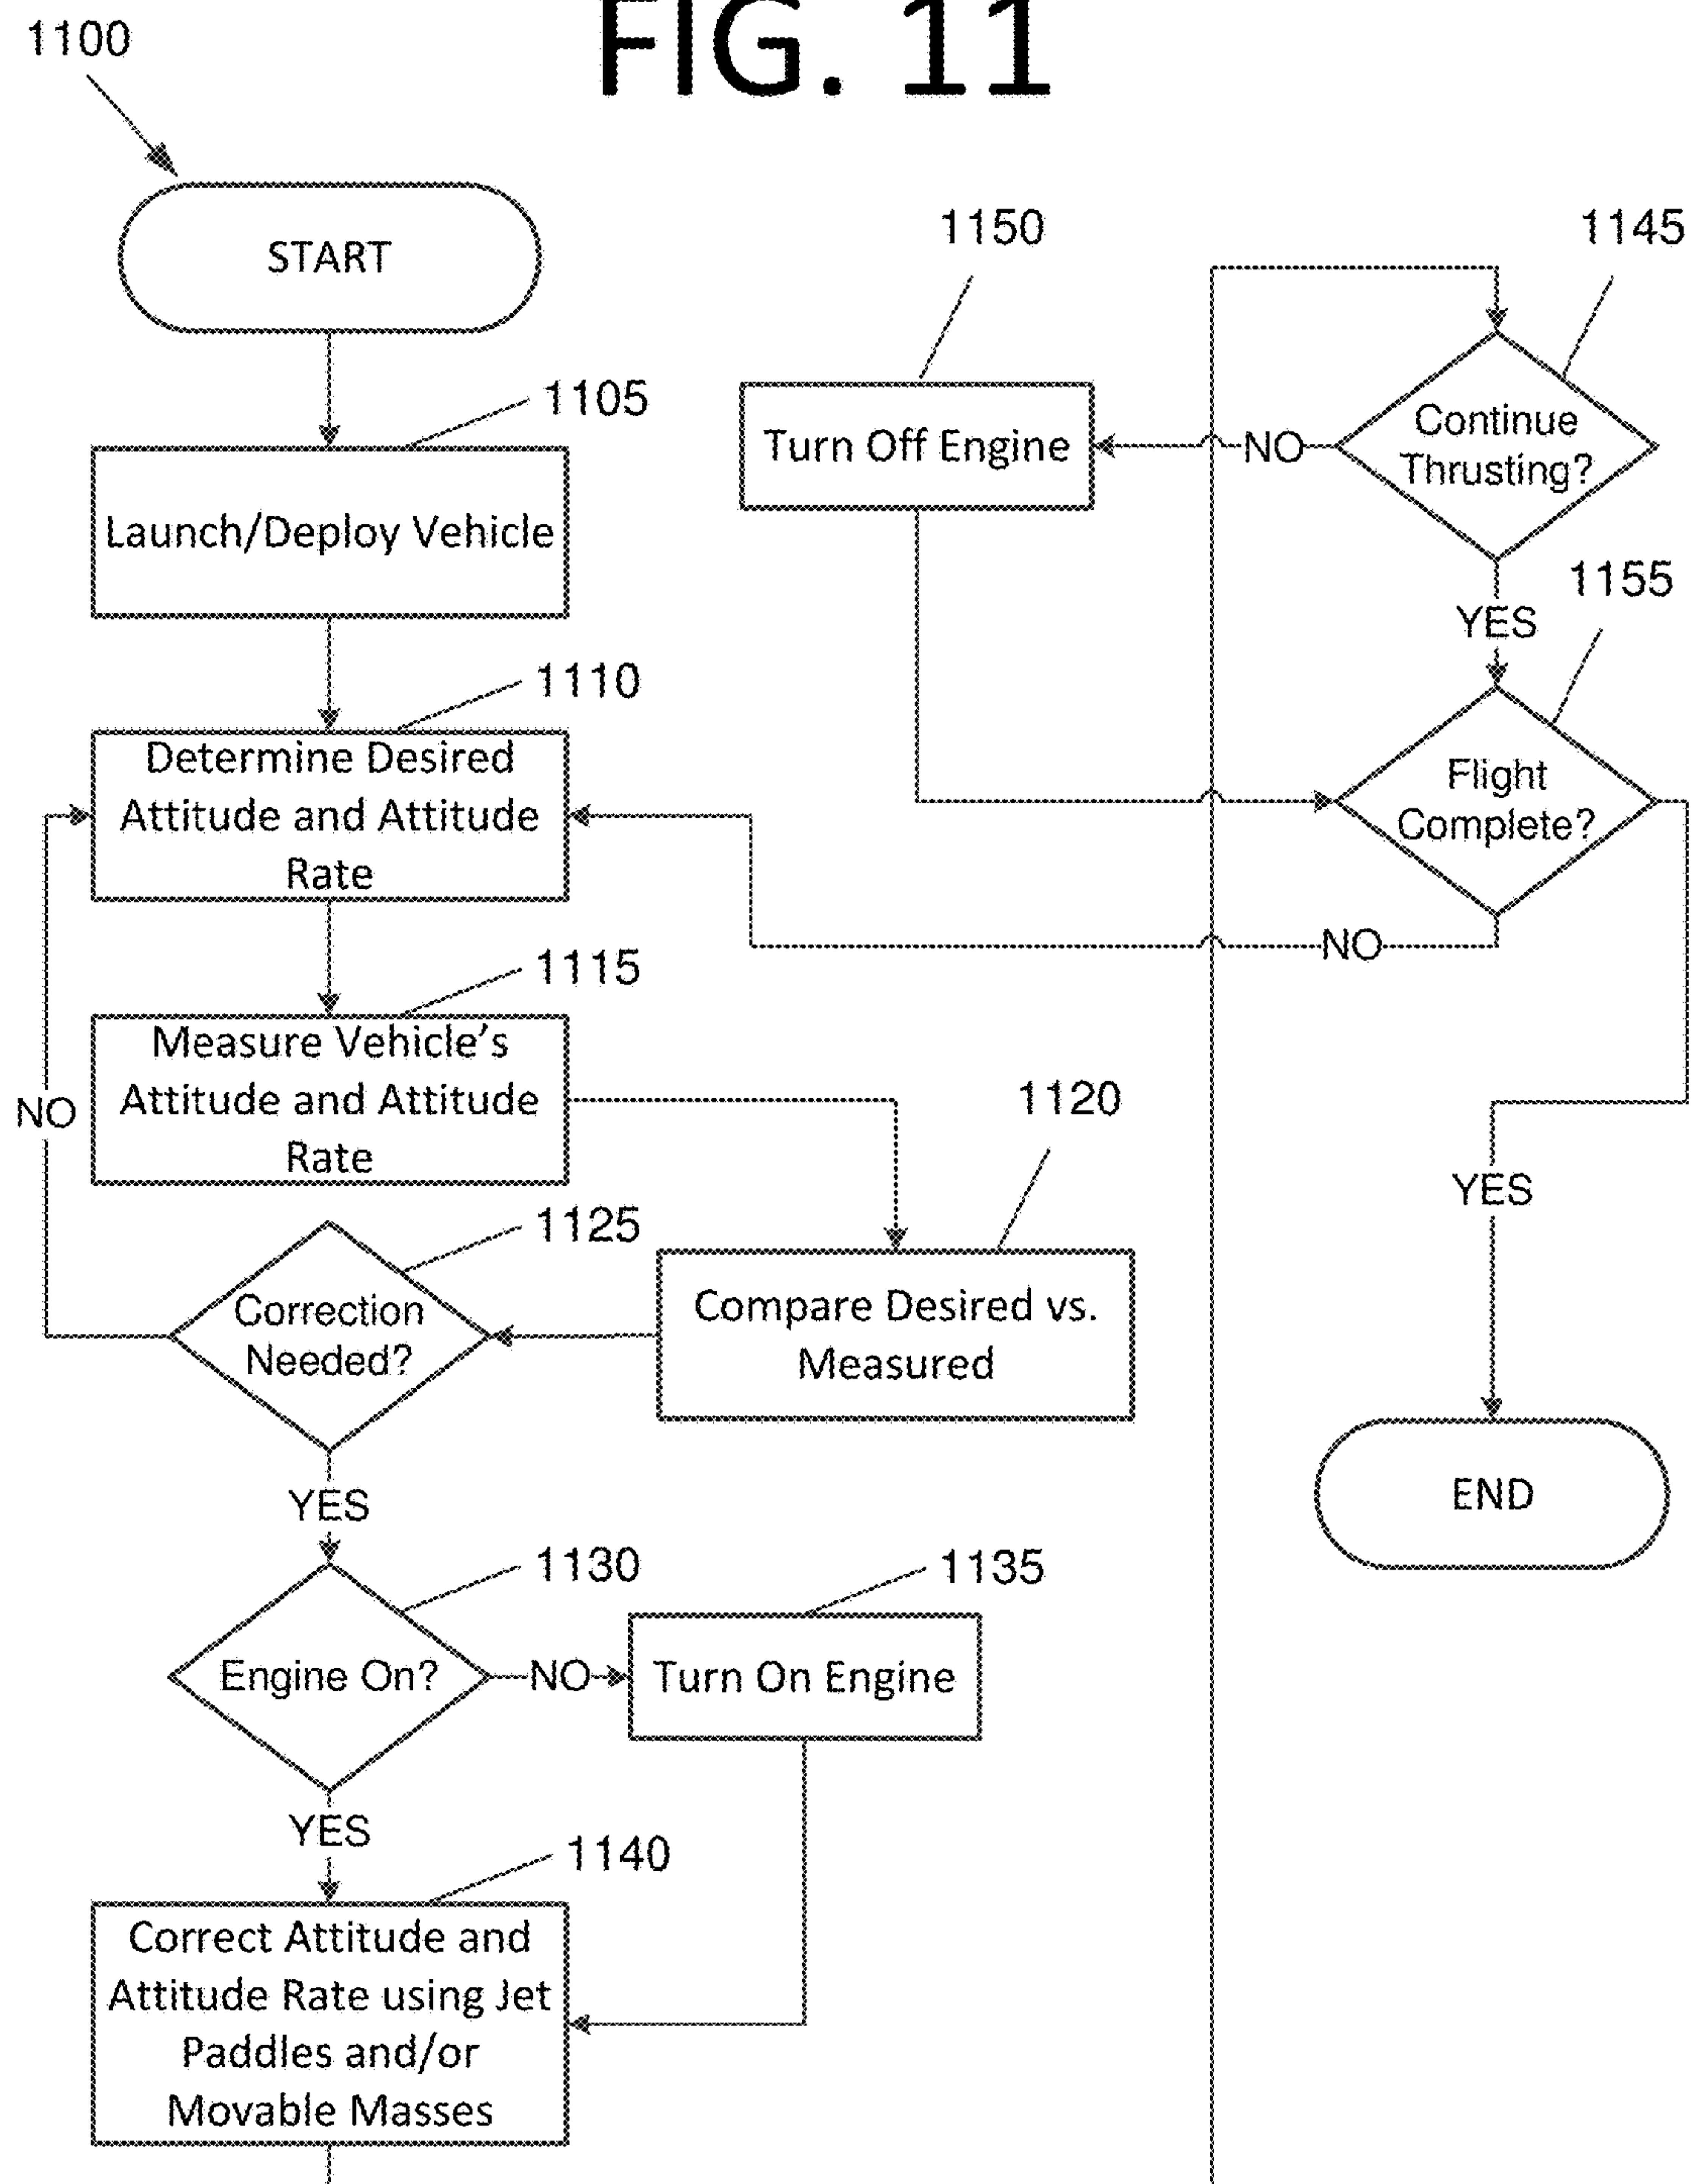 FIG. 11
1100
START
1105
Launch/Deploy Vehicle
1110
Determine Desired
Attitude and Attitude
Rate
1115
Measure Vehicle's
Attitude and Attitude
Rate
1120
Compare Desired vs.
Measured
1125
Correction
Needed?
NO
YES
1130
Engine On?
NO
1135
Turn On Engine
YES
1140
Correct Attitude and
Attitude Rate using Jet
Paddles and/or
Movable Masses
1145
Continue
Thrusting?
NO
1150
Turn Off Engine
YES
1155
Flight
Complete?
NO
YES
END